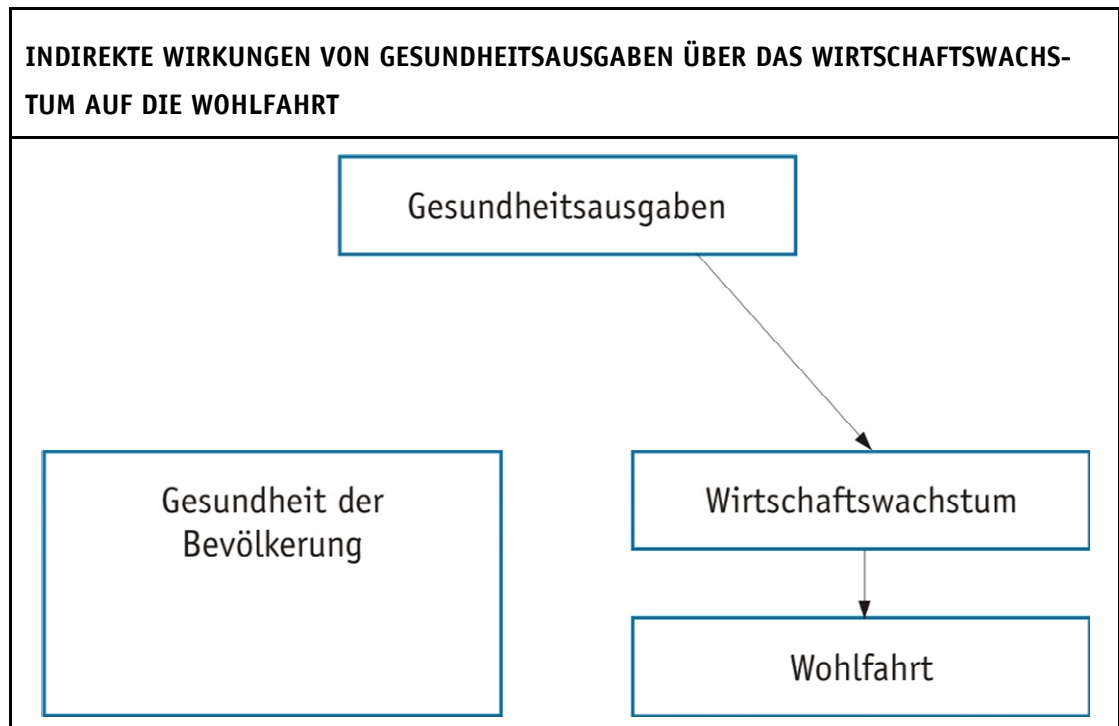 INDIREKTE WIRKUNGEN VON GESUNDHEITSAUSGABEN ÜBER DAS WIRTSCHAFTSWACHS-
TUM AUF DIE WOHLFAHRT
Gesundheitsausgaben
Gesundheit der
Bevölkerung
Wirtschaftswachstum
Wohlfahrt